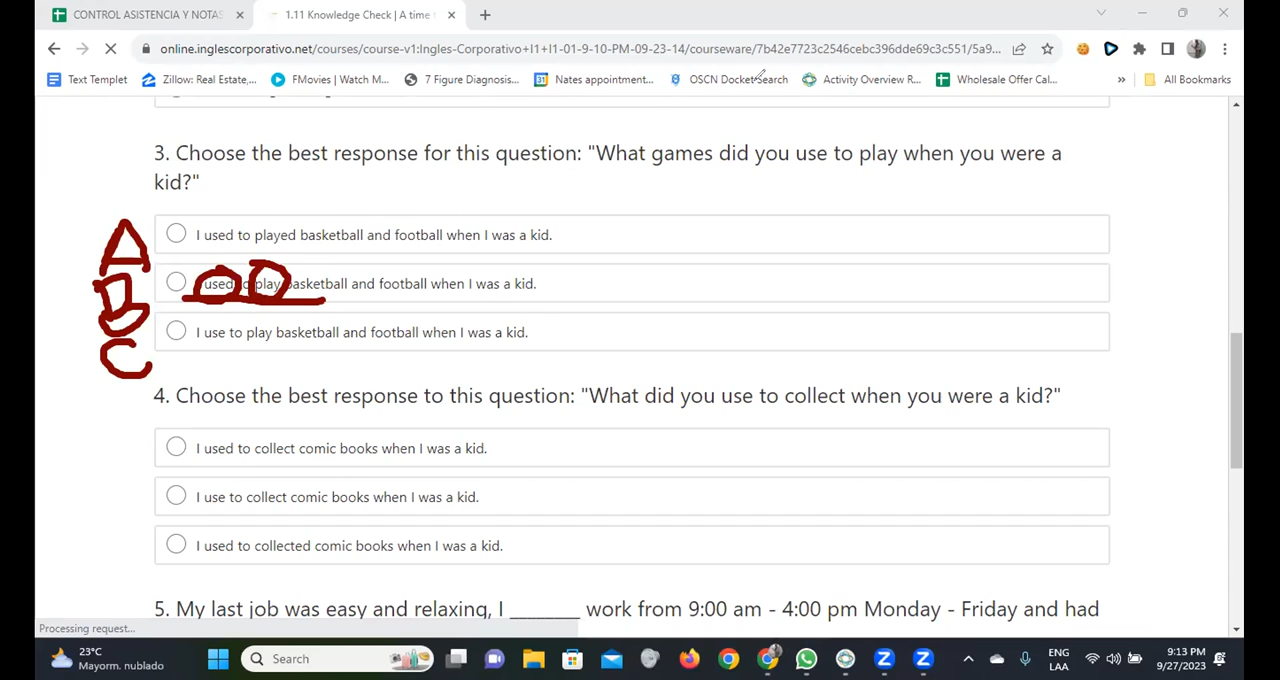 CONTROL ASISTENCIA Y NOTAS
1.11 Knowledge Check | A time
online.inglescorporativo.net/courses/course-v1:Ingles-Corporativo+I1+I1-01-9-10-PM-09-23-14/courseware/7b42e7723c2546cebc396dde69c3c551/5a9...
Text Templet Zillow: Real Estate,... FMovies | Watch M... 7 Figure Diagnosis... Nates appointment... OSCN Docket Search Activity Overview R... Wholesale Offer Cal... » All Bookmarks
3. Choose the best response for this question: "What games did you use to play when you were a
kid?"
A
I used to played basketball and football when I was a kid.
B
I used to play basketball and football when I was a kid.
C
I use to play basketball and football when I was a kid.
4. Choose the best response to this question: "What did you use to collect when you were a kid?"
I used to collect comic books when I was a kid.
I use to collect comic books when I was a kid.
I used to collected comic books when I was a kid.
5. My last job was easy and relaxing, I ______ work from 9:00 am - 4:00 pm Monday - Friday and had
Processing request...
23°C
Mayorm. nublado
Search
ENG
LAA
9:13 PM
9/27/2023